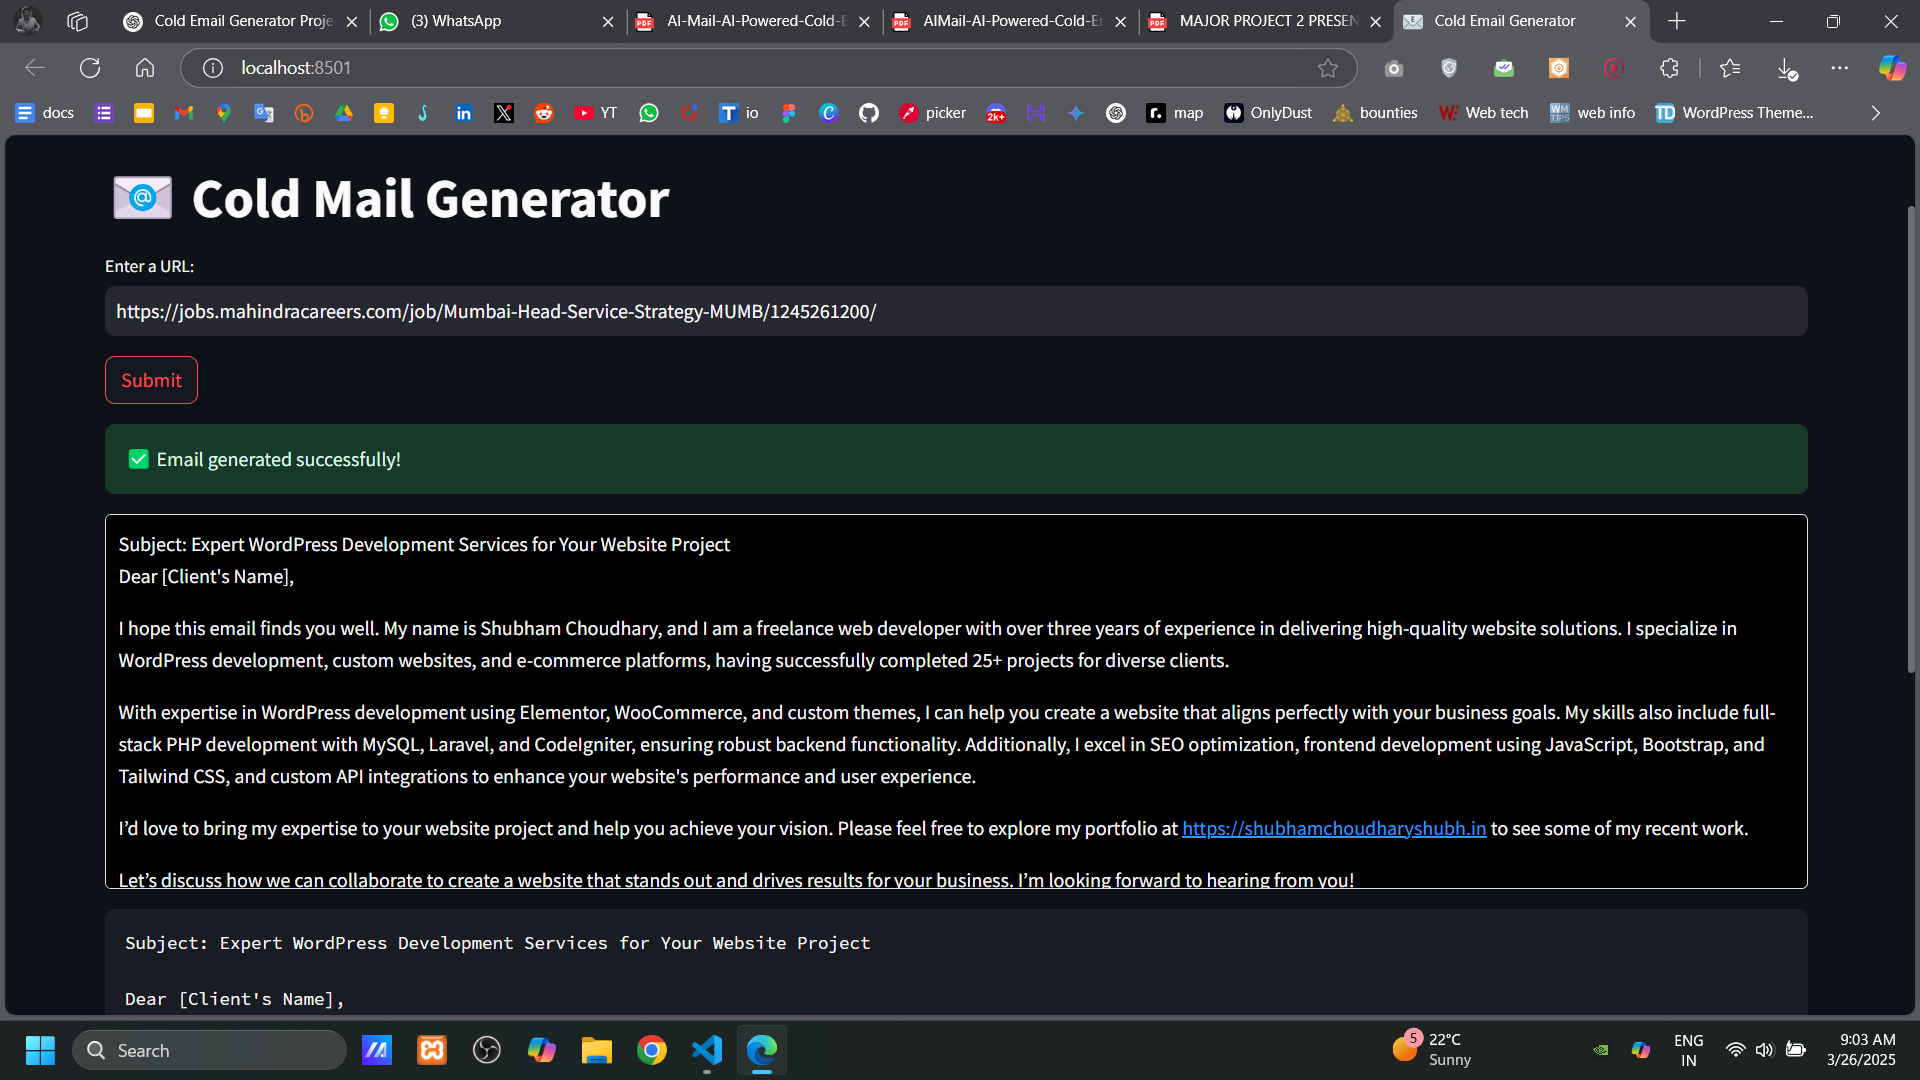 Cold Email Generator Proje
(3) WhatsApp
AI-Mail-AI-Powered-Cold-E
AIMail-AI-Powered-Cold-Er
MAJOR PROJECT 2 PRESEN
Cold Email Generator
localhost:8501
docs
YT
io
picker
2k+
map
OnlyDust
bounties
Web tech
web info
WordPress Theme...
Cold Mail Generator
Enter a URL:
https://jobs.mahindracareers.com/job/Mumbai-Head-Service-Strategy-MUMB/1245261200/
Submit
Email generated successfully!
Subject: Expert WordPress Development Services for Your Website Project
Dear [Client's Name],
I hope this email finds you well. My name is Shubham Choudhary, and I am a freelance web developer with over three years of experience in delivering high-quality website solutions. I specialize in
WordPress development, custom websites, and e-commerce platforms, having successfully completed 25+ projects for diverse clients.
With expertise in WordPress development using Elementor, WooCommerce, and custom themes, I can help you create a website that aligns perfectly with your business goals. My skills also include full-
stack PHP development with MySQL, Laravel, and CodeIgniter, ensuring robust backend functionality. Additionally, I excel in SEO optimization, frontend development using JavaScript, Bootstrap, and
Tailwind CSS, and custom API integrations to enhance your website's performance and user experience.
I’d love to bring my expertise to your website project and help you achieve your vision. Please feel free to explore my portfolio at https://shubhamchoudharyshubh.in to see some of my recent work.
Let’s discuss how we can collaborate to create a website that stands out and drives results for your business. I’m looking forward to hearing from you!
Subject: Expert WordPress Development Services for Your Website Project
Dear [Client's Name],
Search
5
22°C
Sunny
ENG
IN
9:03 AM
3/26/2025